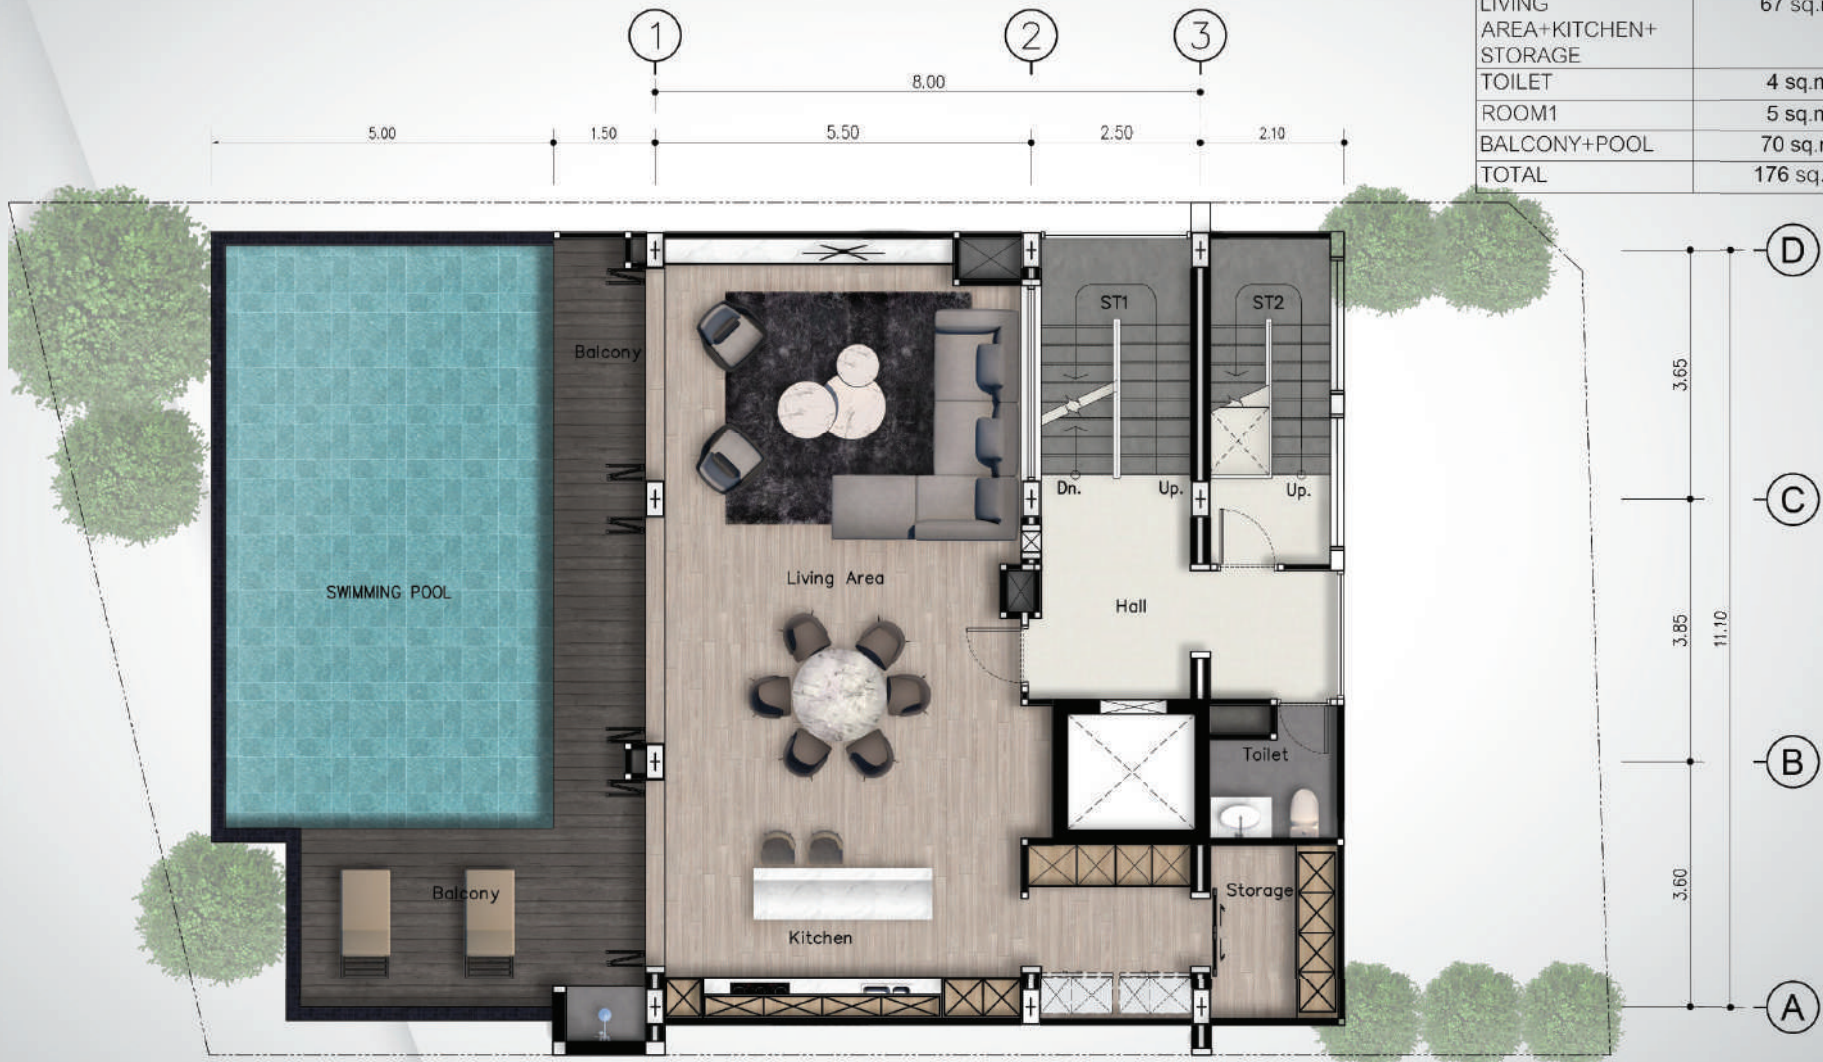 1
2
3
LIVING 67 sq.
AREA+KITCHEN+
STORAGE
TOILET 4 sq.
ROOM1 5 sq.
BALCONY+POOL 70 sq.
TOTAL 176 sq.
8.00
5.00 1.50 5.50 2.50 2.10
D
ST1 ST2
Balcony
3.65
Dn. Up. Up.
C
Living Area
SWIMMING POOL
Hall
3.85
11.10
Toilet
B
Balcony
Storage
3.60
Kitchen
A